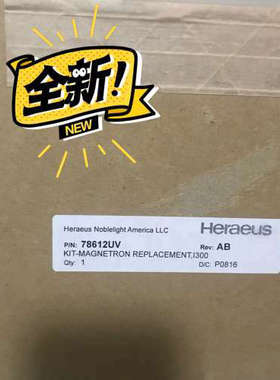 全新!
NEW
Heraeus Noblelight America LLC
Heraeus
P/N: 78612UV
Rev: AB
KIT-MAGNETRON REPLACEMENT,I300
Qty: 1
D/C: P0816